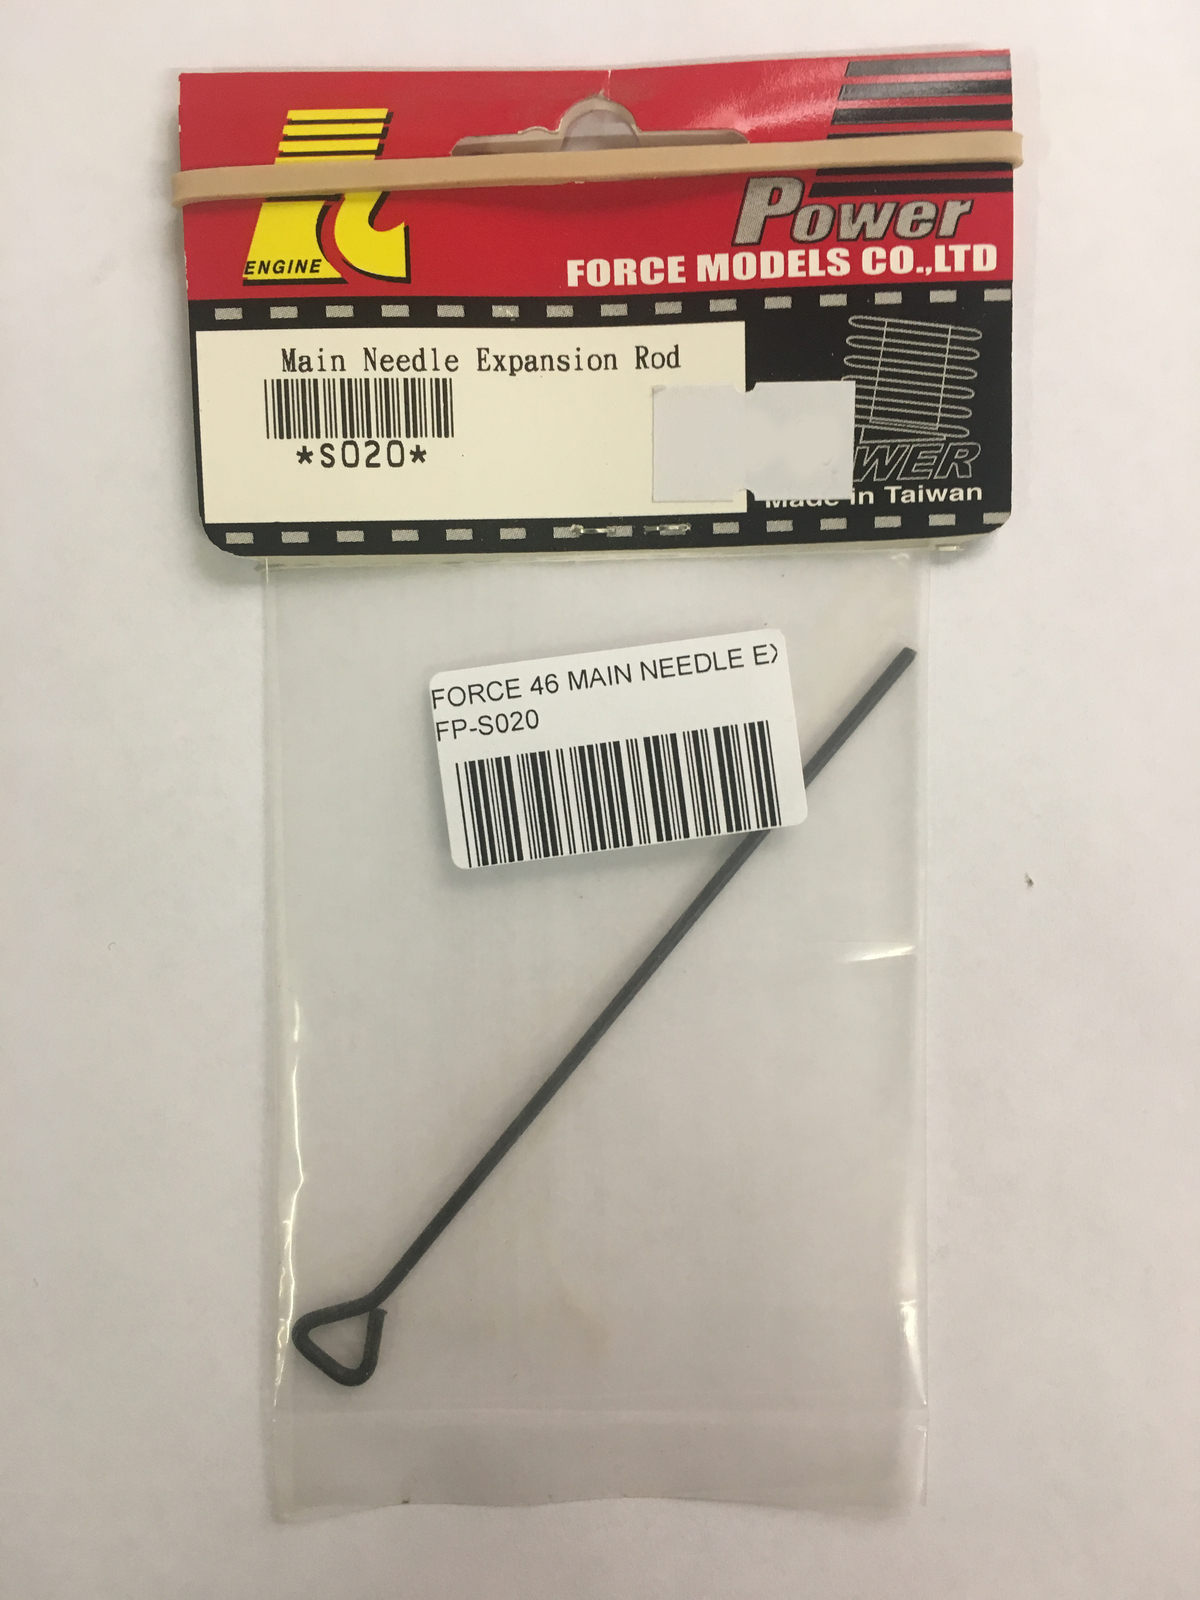 ENGINE
Power
FORCE MODELS CO.,LTD
Main Needle Expansion Rod
*S020*
WER
Made in Taiwan
FORCE 46 MAIN NEEDLE EX
FP-S020